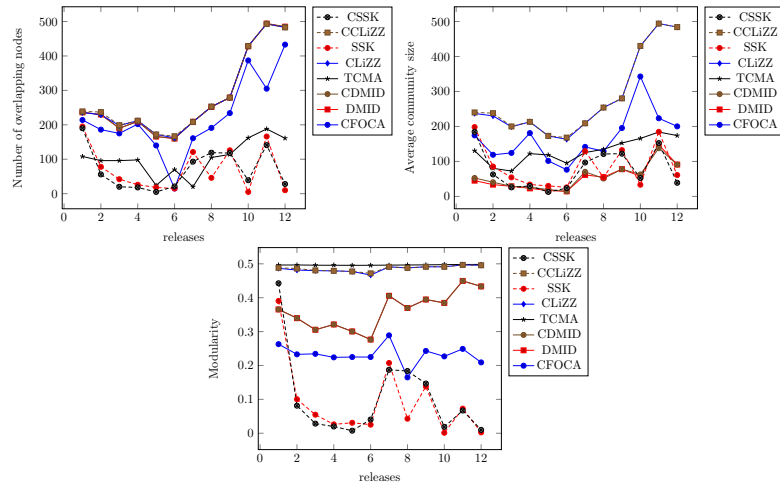 500
400
300
200
100
0
0 2 4 6 8 10 12
releases
Number of overlapping nodes
CSSK
CCLiZZ
SSK
CLiZZ
TCMA
CDMID
DMID
CFOCA
500
400
300
200
100
0
0 2 4 6 8 10 12
releases
Average community size
CSSK
CCLiZZ
SSK
CLiZZ
TCMA
CDMID
DMID
CFOCA
0.5
0.4
0.3
0.2
0.1
0
0 2 4 6 8 10 12
releases
Modularity
CSSK
CCLiZZ
SSK
CLiZZ
TCMA
CDMID
DMID
CFOCA